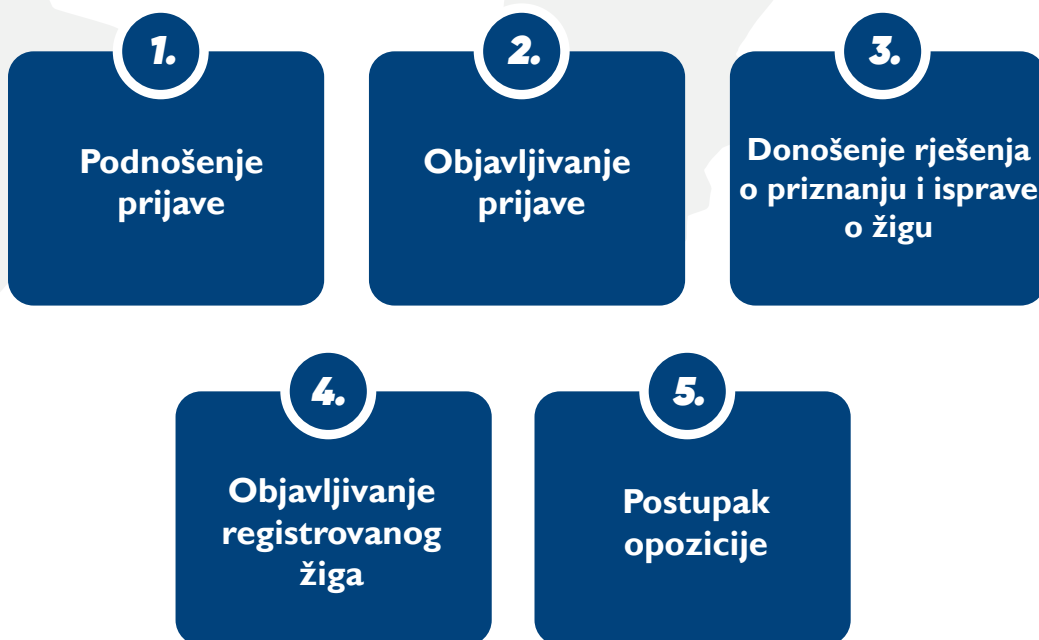 1.
Podnošenje
prijave
2.
Objavljivanje
prijave
3.
Donošenje rješenja
o priznanju i isprave
o žigu
4.
Objavljivanje
registrovanog
žiga
5.
Postupak
opozicije